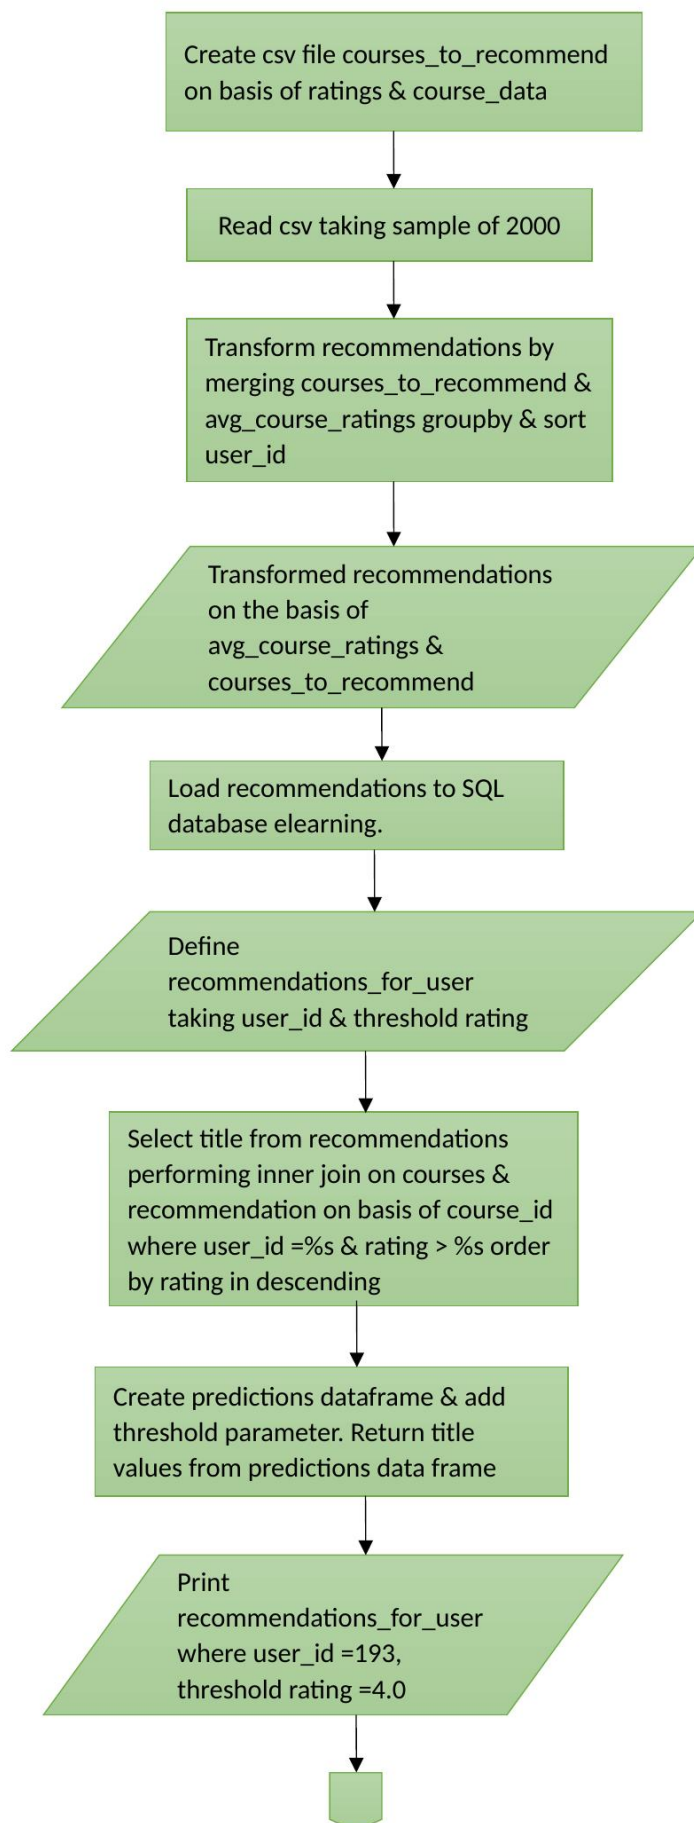 Create csv file courses_to_recommend
on basis of ratings & course_data
Read csv taking sample of 2000
Transform recommendations by
merging courses_to_recommend &
avg_course_ratings groupby & sort
user_id
Transformed recommendations
on the basis of
avg_course_ratings &
courses_to_recommend
Load recommendations to SQL
database elearning.
Define
recommendations_for_user
taking user_id & threshold rating
Select title from recommendations
performing inner join on courses &
recommendation on basis of course_id
where user_id =%s & rating > %s order
by rating in descending
Create predictions dataframe & add
threshold parameter. Return title
values from predictions data frame
Print
recommendations_for_user
where user_id =193,
threshold rating =4.0